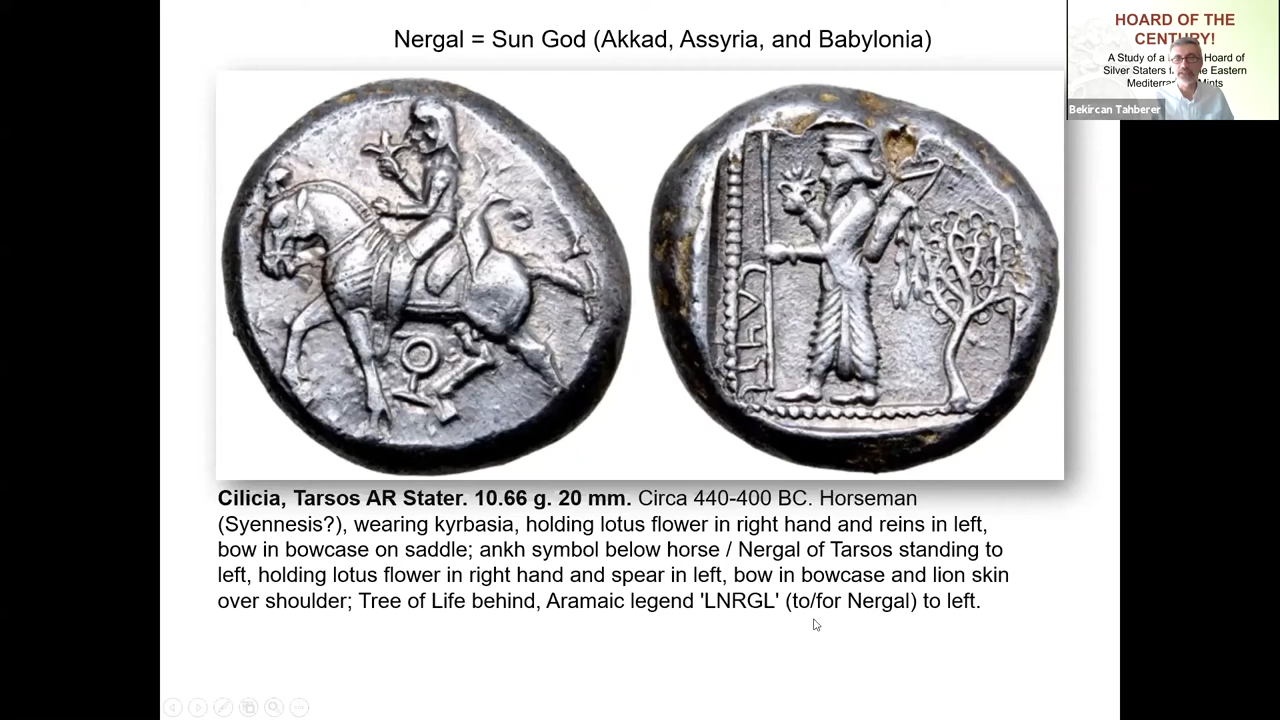 Nergal = Sun God (Akkad, Assyria, and Babylonia)
HOARD OF THE
CENTURY!
A Study of a Hoard of
Silver Staters Eastern
Mints
Bekircan Tahberer
Cilicia, Tarsos AR Stater. 10.66 g. 20 mm. Circa 440-400 BC. Horseman
(Syennesis?), wearing kyrbasia, holding lotus flower in right hand and reins in left,
bow in bowcase on saddle; ankh symbol below horse / Nergal of Tarsos standing to
left, holding lotus flower in right hand and spear in left, bow in bowcase and lion skin
over shoulder; Tree of Life behind, Aramaic legend 'LNRGL' (to/for Nergal) to left.